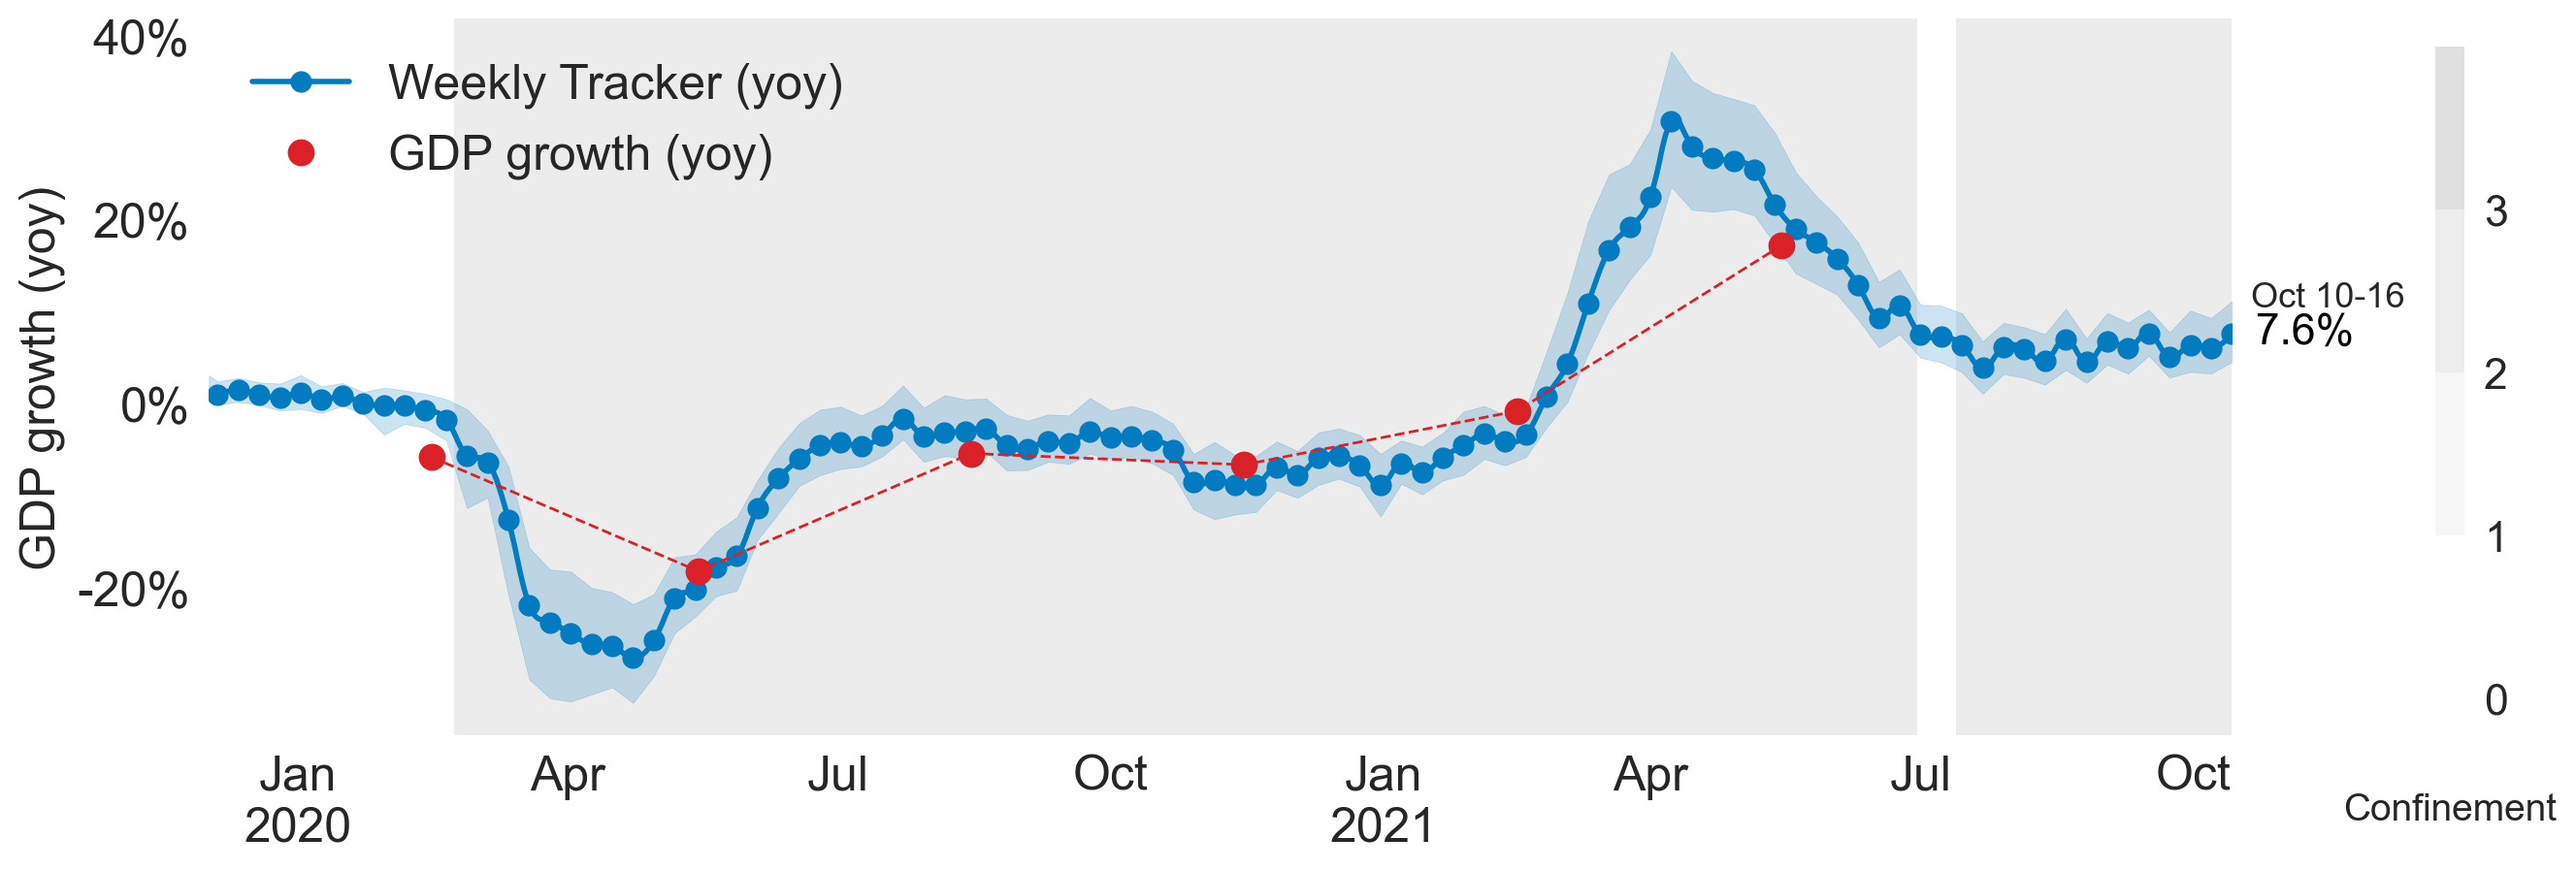 40%
20%
0%
-20%
GDP growth (yoy)
Weekly Tracker (yoy)
GDP growth (yoy)
Oct 10-16
7.6%
3
2
1
0
Confinement
Jan Apr Jul Oct Jan Apr Jul Oct
2020 2021